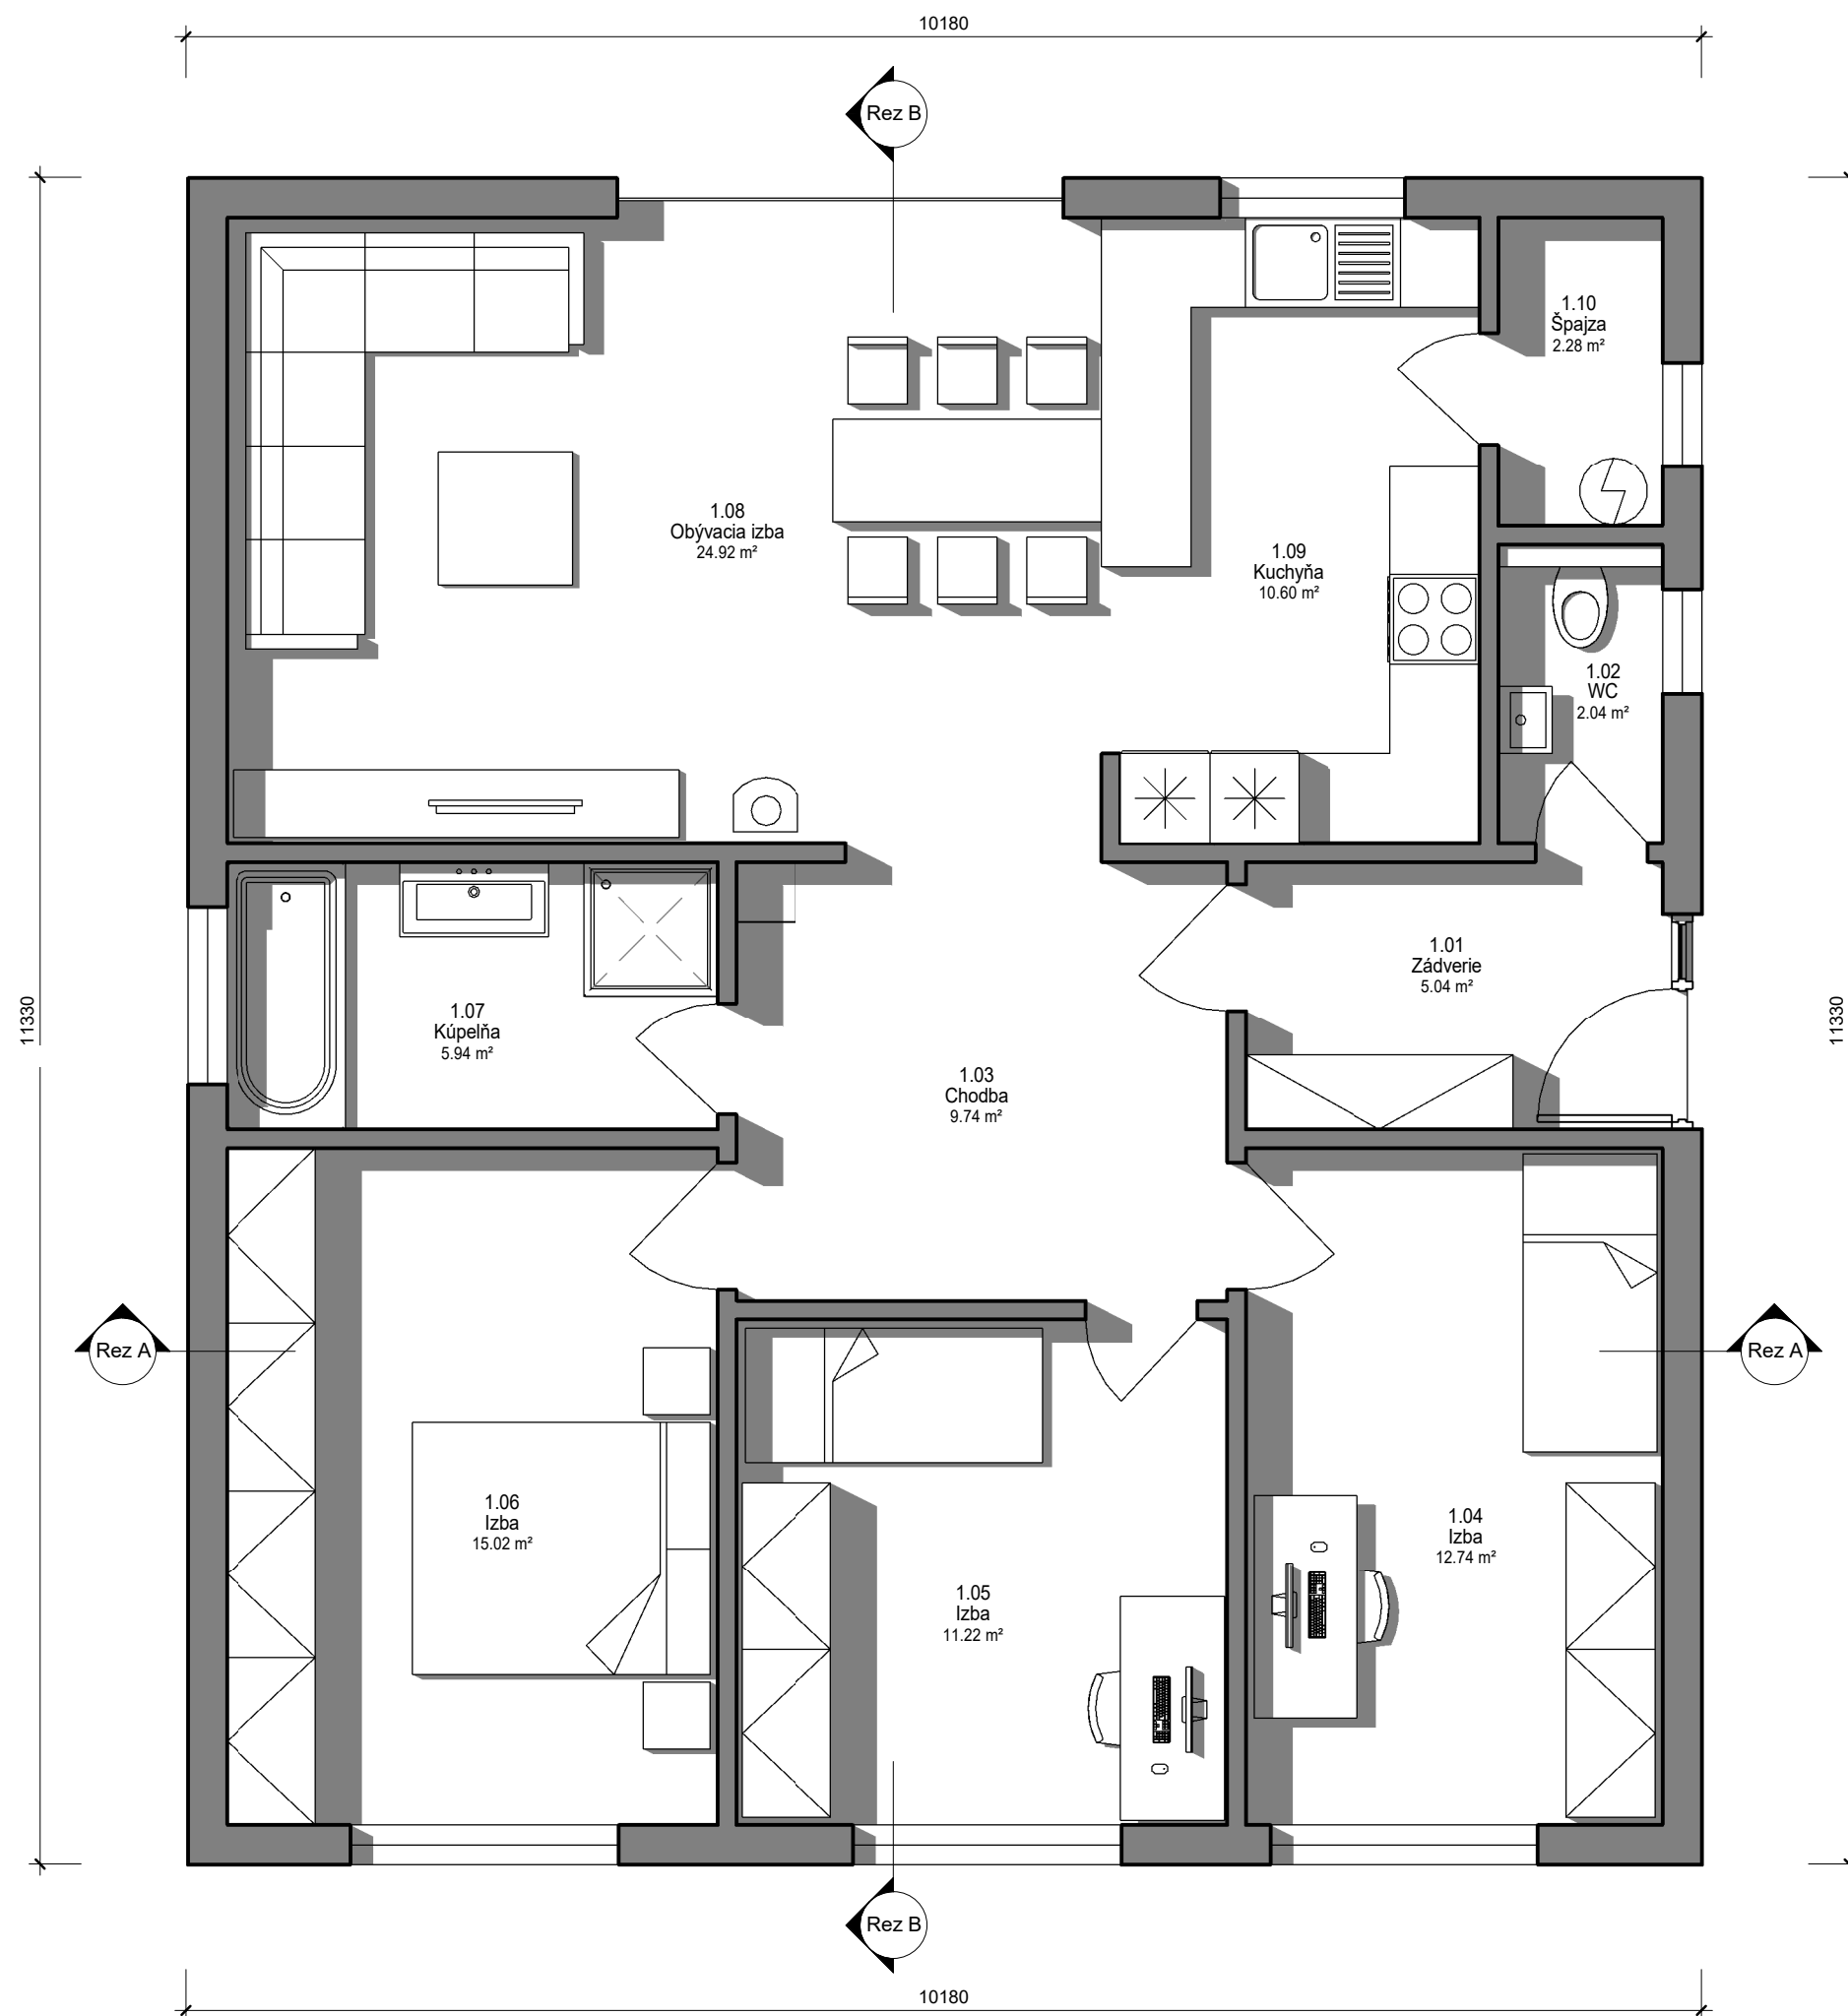 10180
Rez B
1.10
Špajza
2.28 m²
1.08
Obývacia izba
24.92 m²
1.09
Kuchyňa
10.60 m²
1.02
WC
2.04 m²
1.01
Zádverie
5.04 m²
11330
11330
1.07
Kúpelňa
5.94 m²
1.03
Chodba
9.74 m²
Rez A
Rez A
1.06
Izba
15.02 m²
1.04
Izba
12.74 m²
1.05
Izba
11.22 m²
Rez B
10180